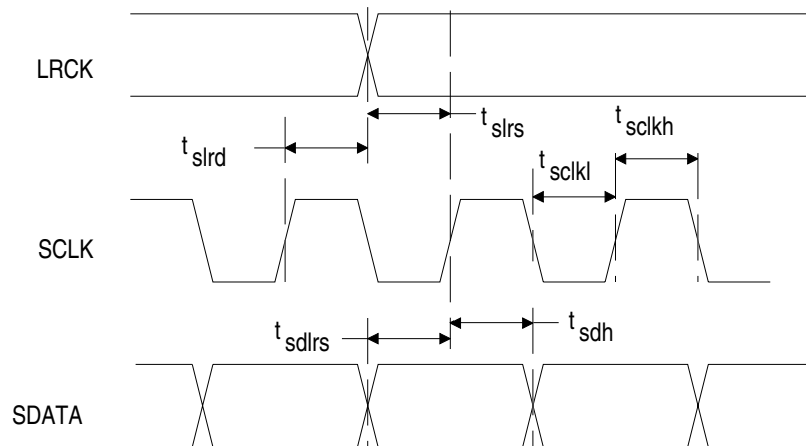 LRCK
t slrs
t sclkh
t slrd
t sclkl
SCLK
t sdlrs
t sdh
SDATA